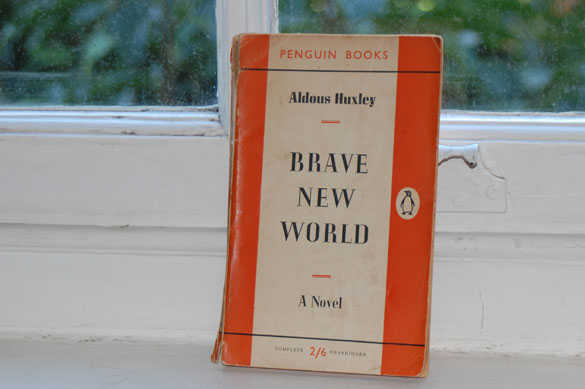 PENGUIN BOOKS
Aldous Huxley
BRAVE
NEW
WORLD
A Novel
COMPLETE 2/6 UNABRIDGED